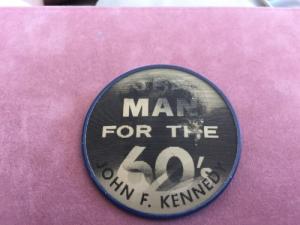 MAN
FOR THE
60's
JOHN F. KENNEDY